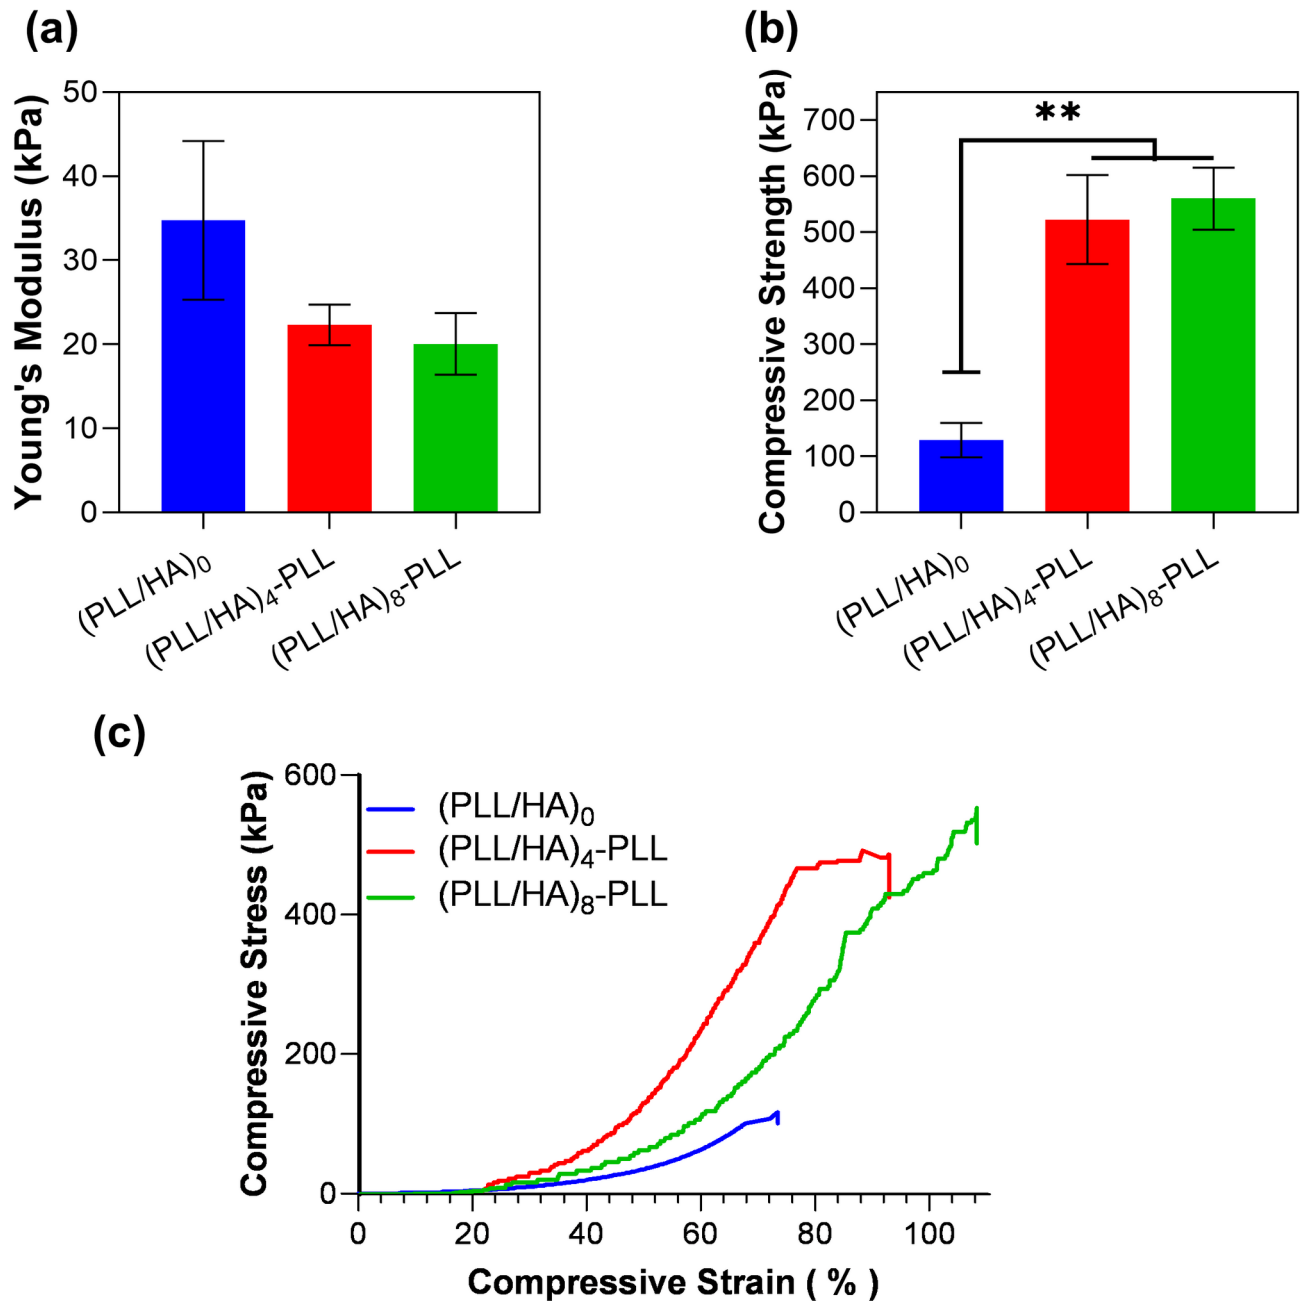 (a)
Young's Modulus (kPa)
50
40
30
20
10
0
(PLL/HA)₀
(PLL/HA)₄-PLL
(PLL/HA)₈-PLL
(b)
Compressive Strength (kPa)
700
600
500
400
300
200
100
0
**
(PLL/HA)₀
(PLL/HA)₄-PLL
(PLL/HA)₈-PLL
(c)
Compressive Stress (kPa)
600
400
200
0
(PLL/HA)₀
(PLL/HA)₄-PLL
(PLL/HA)₈-PLL
0 20 40 60 80 100
Compressive Strain ( % )